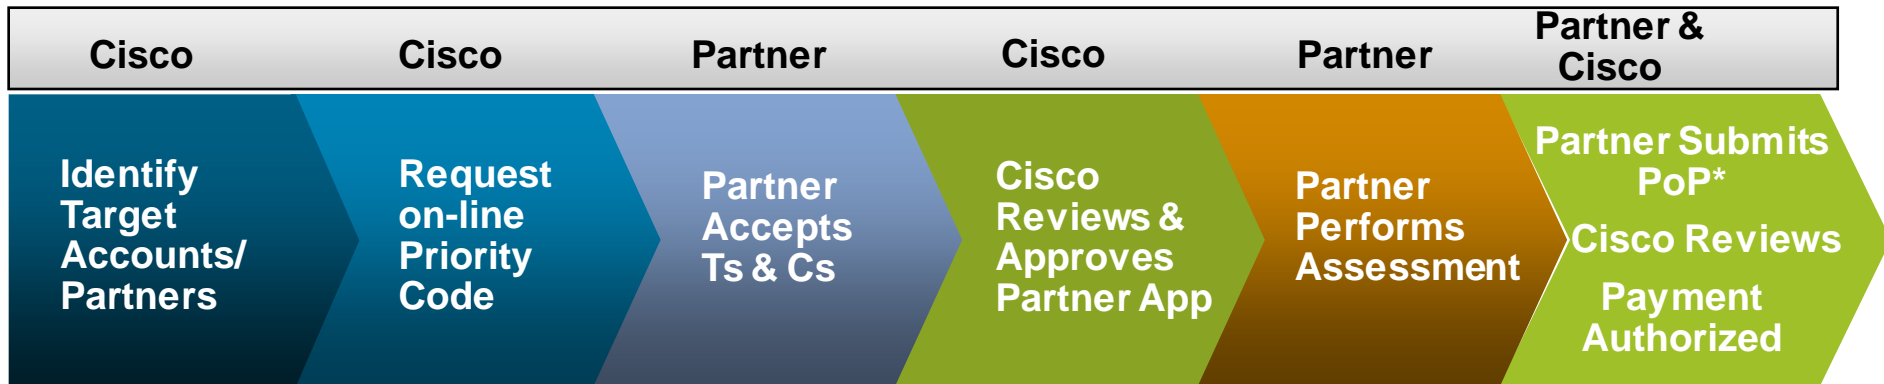 Cisco
Cisco
Partner
Cisco
Partner
Partner &
Cisco
Identify
Target
Accounts/
Partners
Request
on-line
Priority
Code
Partner
Accepts
Ts & Cs
Cisco
Reviews &
Approves
Partner App
Partner
Performs
Assessment
Partner Submits
PoP*
Cisco Reviews
Payment
Authorized